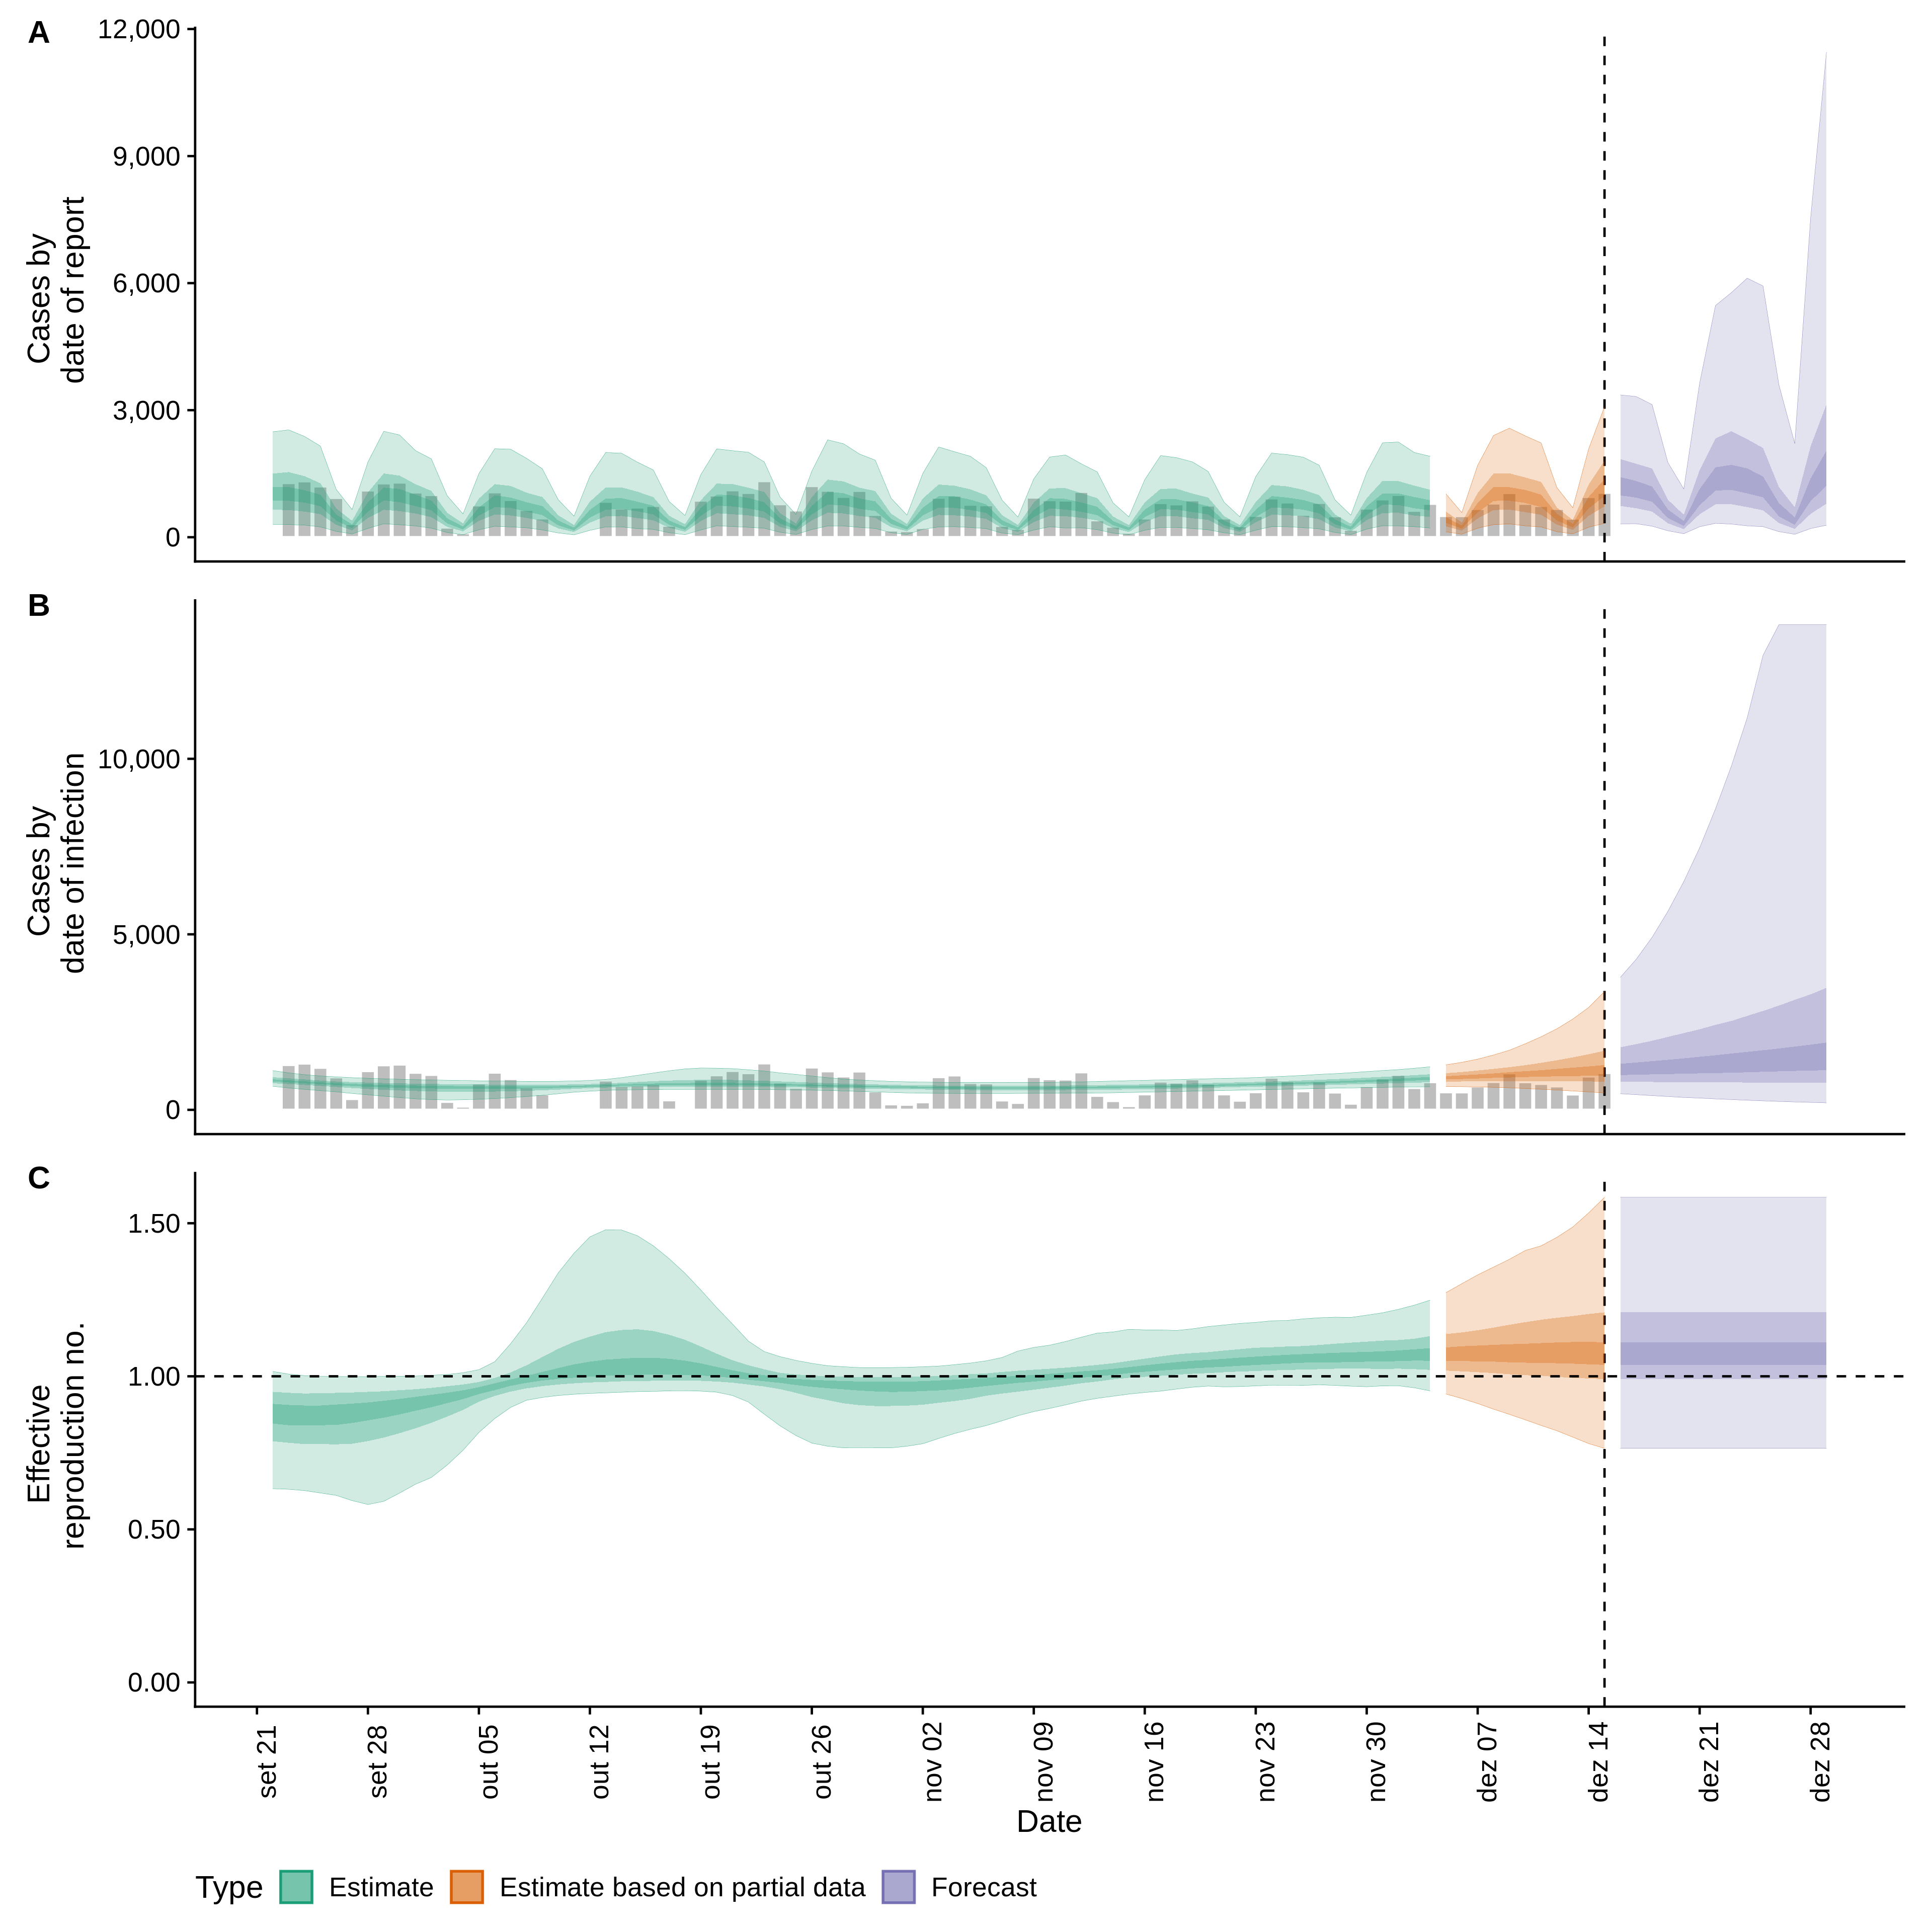 A
12,000
9,000
6,000
3,000
0
Cases by
date of report
B
10,000
5,000
0
Cases by
date of infection
C
1.50
1.00
0.50
0.00
Effective
reproduction no.
set 21
set 28
out 05
out 12
out 19
out 26
nov 02
nov 09
nov 16
nov 23
nov 30
dez 07
dez 14
dez 21
dez 28
Date
Type Estimate Estimate based on partial data Forecast